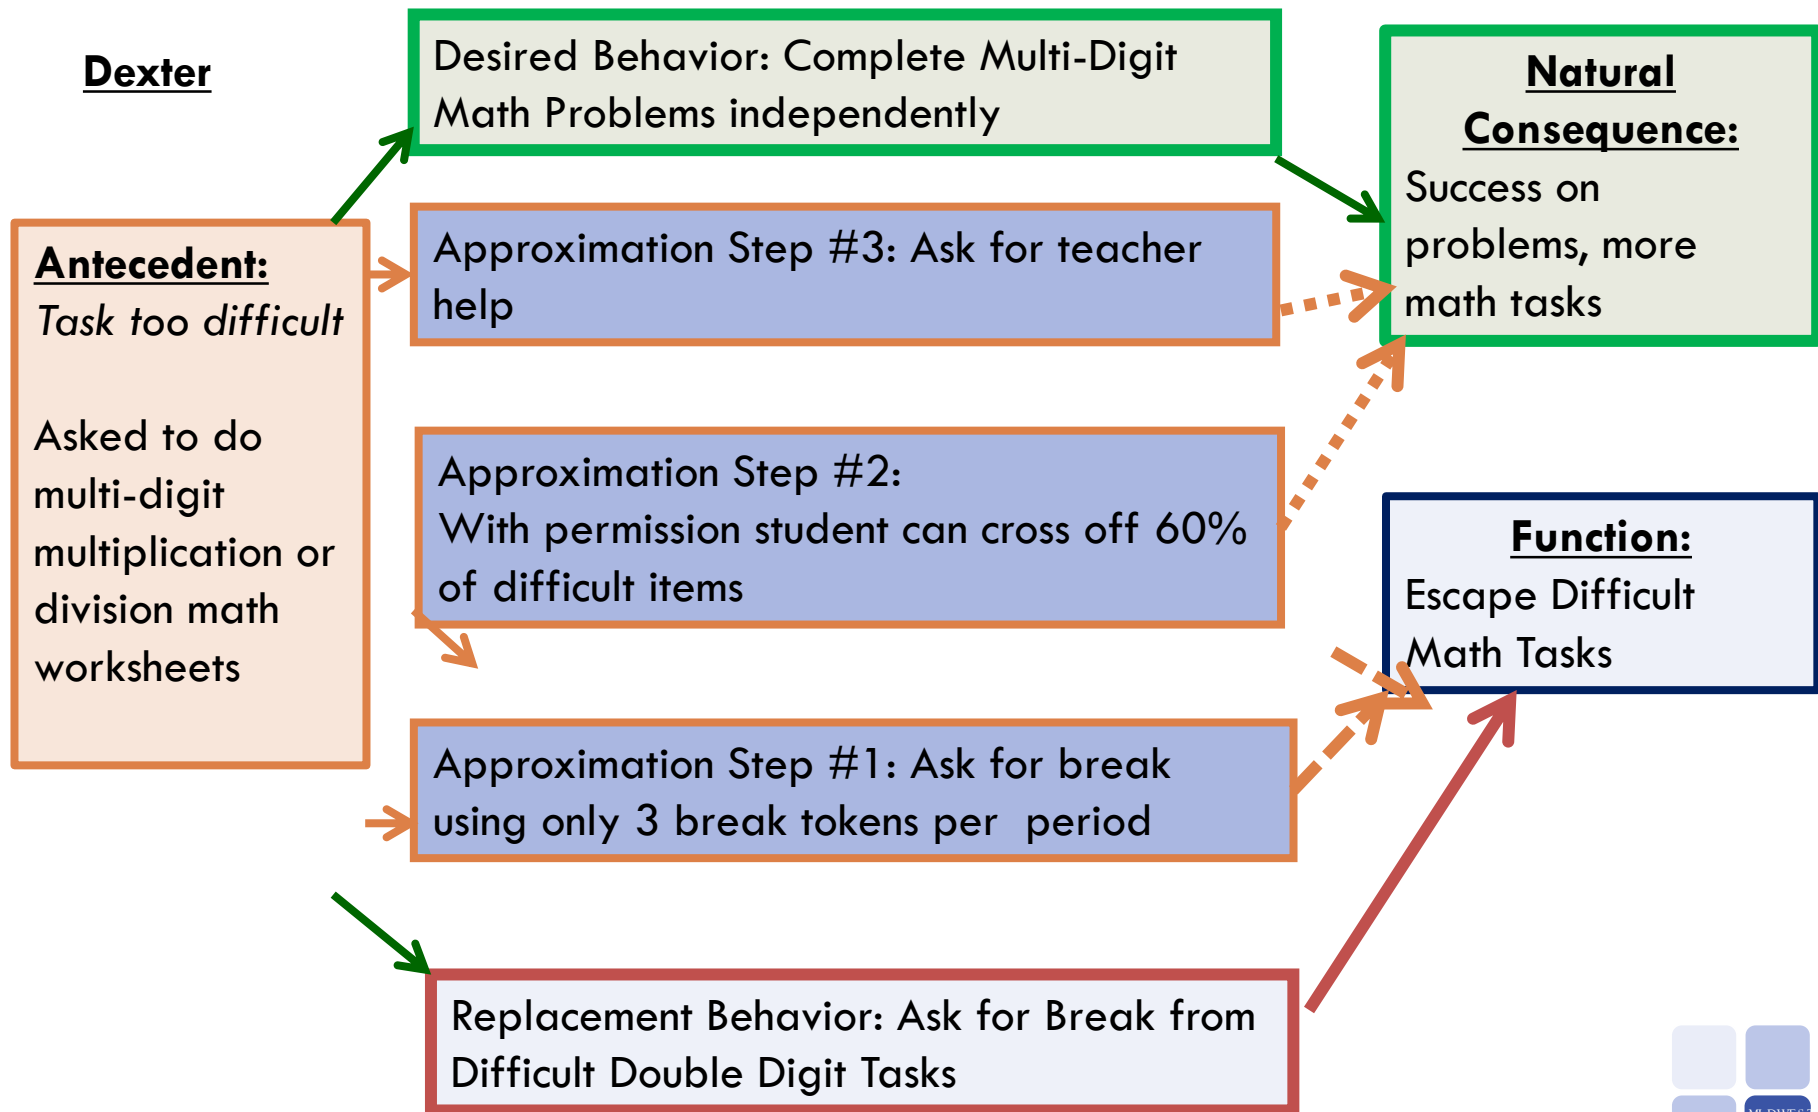 Dexter
Desired Behavior: Complete Multi-Digit
Math Problems independently
Natural
Consequence:
Success on
problems, more
math tasks
Antecedent:
Task too difficult
Asked to do
multi-digit
multiplication or
division math
worksheets
Approximation Step #3: Ask for teacher
help
Approximation Step #2:
With permission student can cross off 60%
of difficult items
Function:
Escape Difficult
Math Tasks
Approximation Step #1: Ask for break
using only 3 break tokens per period
Replacement Behavior: Ask for Break from
Difficult Double Digit Tasks